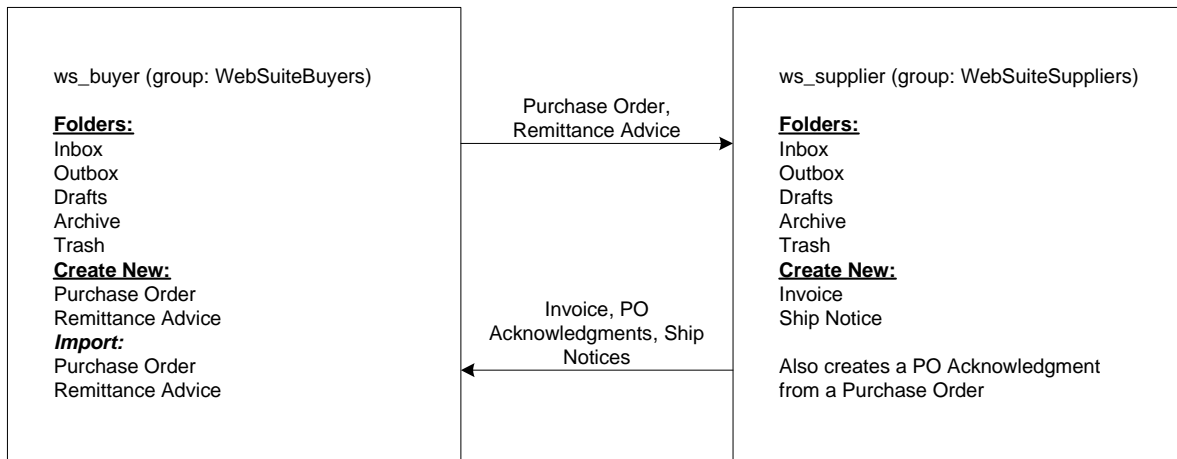 ws_buyer (group: WebSuiteBuyers)
Folders:
Inbox
Outbox
Drafts
Archive
Trash
Create New:
Purchase Order
Remittance Advice
Import:
Purchase Order
Remittance Advice
Purchase Order,
Remittance Advice
Invoice, PO
Acknowledgments, Ship
Notices
ws_supplier (group: WebSuiteSuppliers)
Folders:
Inbox
Outbox
Drafts
Archive
Trash
Create New:
Invoice
Ship Notice
Also creates a PO Acknowledgment
from a Purchase Order